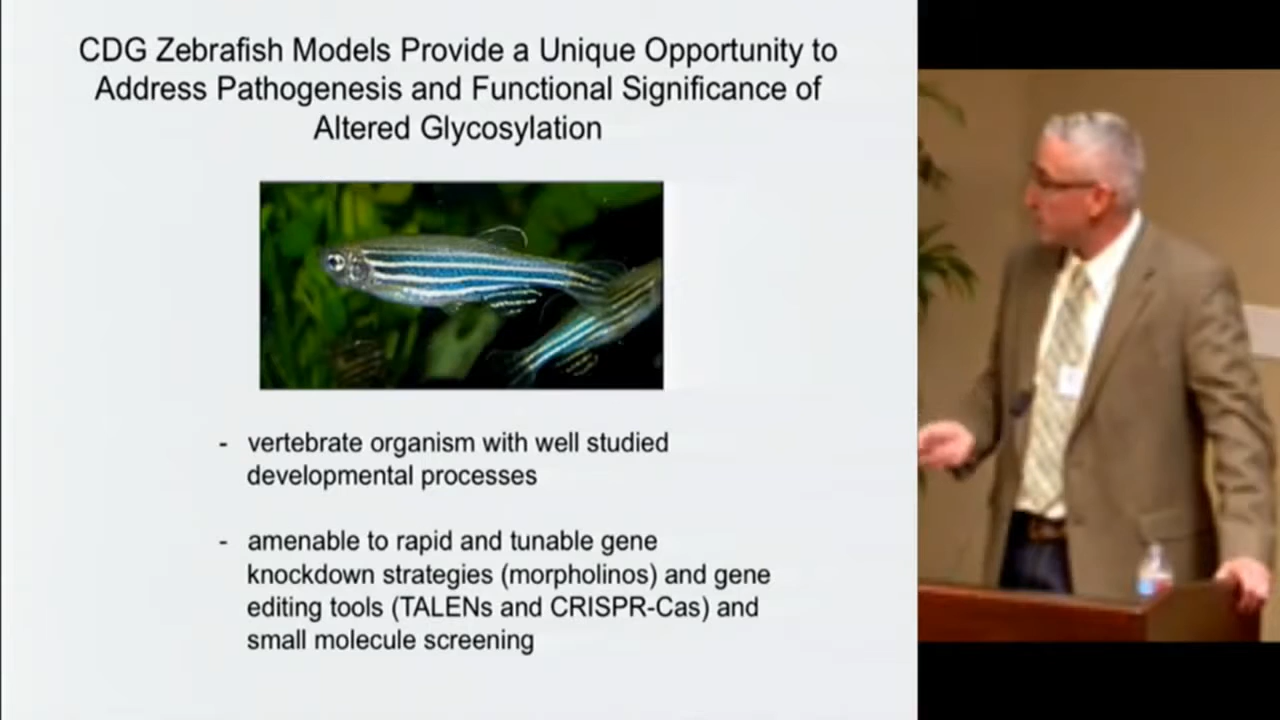 CDG Zebrafish Models Provide a Unique Opportunity to
Address Pathogenesis and Functional Significance of
Altered Glycosylation
- vertebrate organism with well studied
developmental processes
- amenable to rapid and tunable gene
knockdown strategies (morpholinos) and gene
editing tools (TALENs and CRISPR-Cas) and
small molecule screening